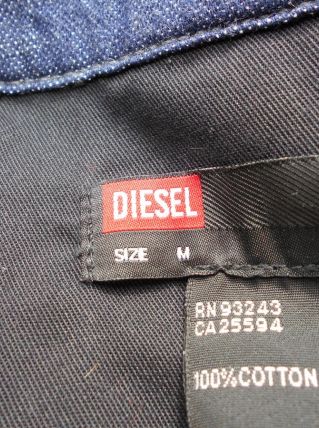 DIESEL
SIZE M
RN 93243
CA 25594
100% COTTON